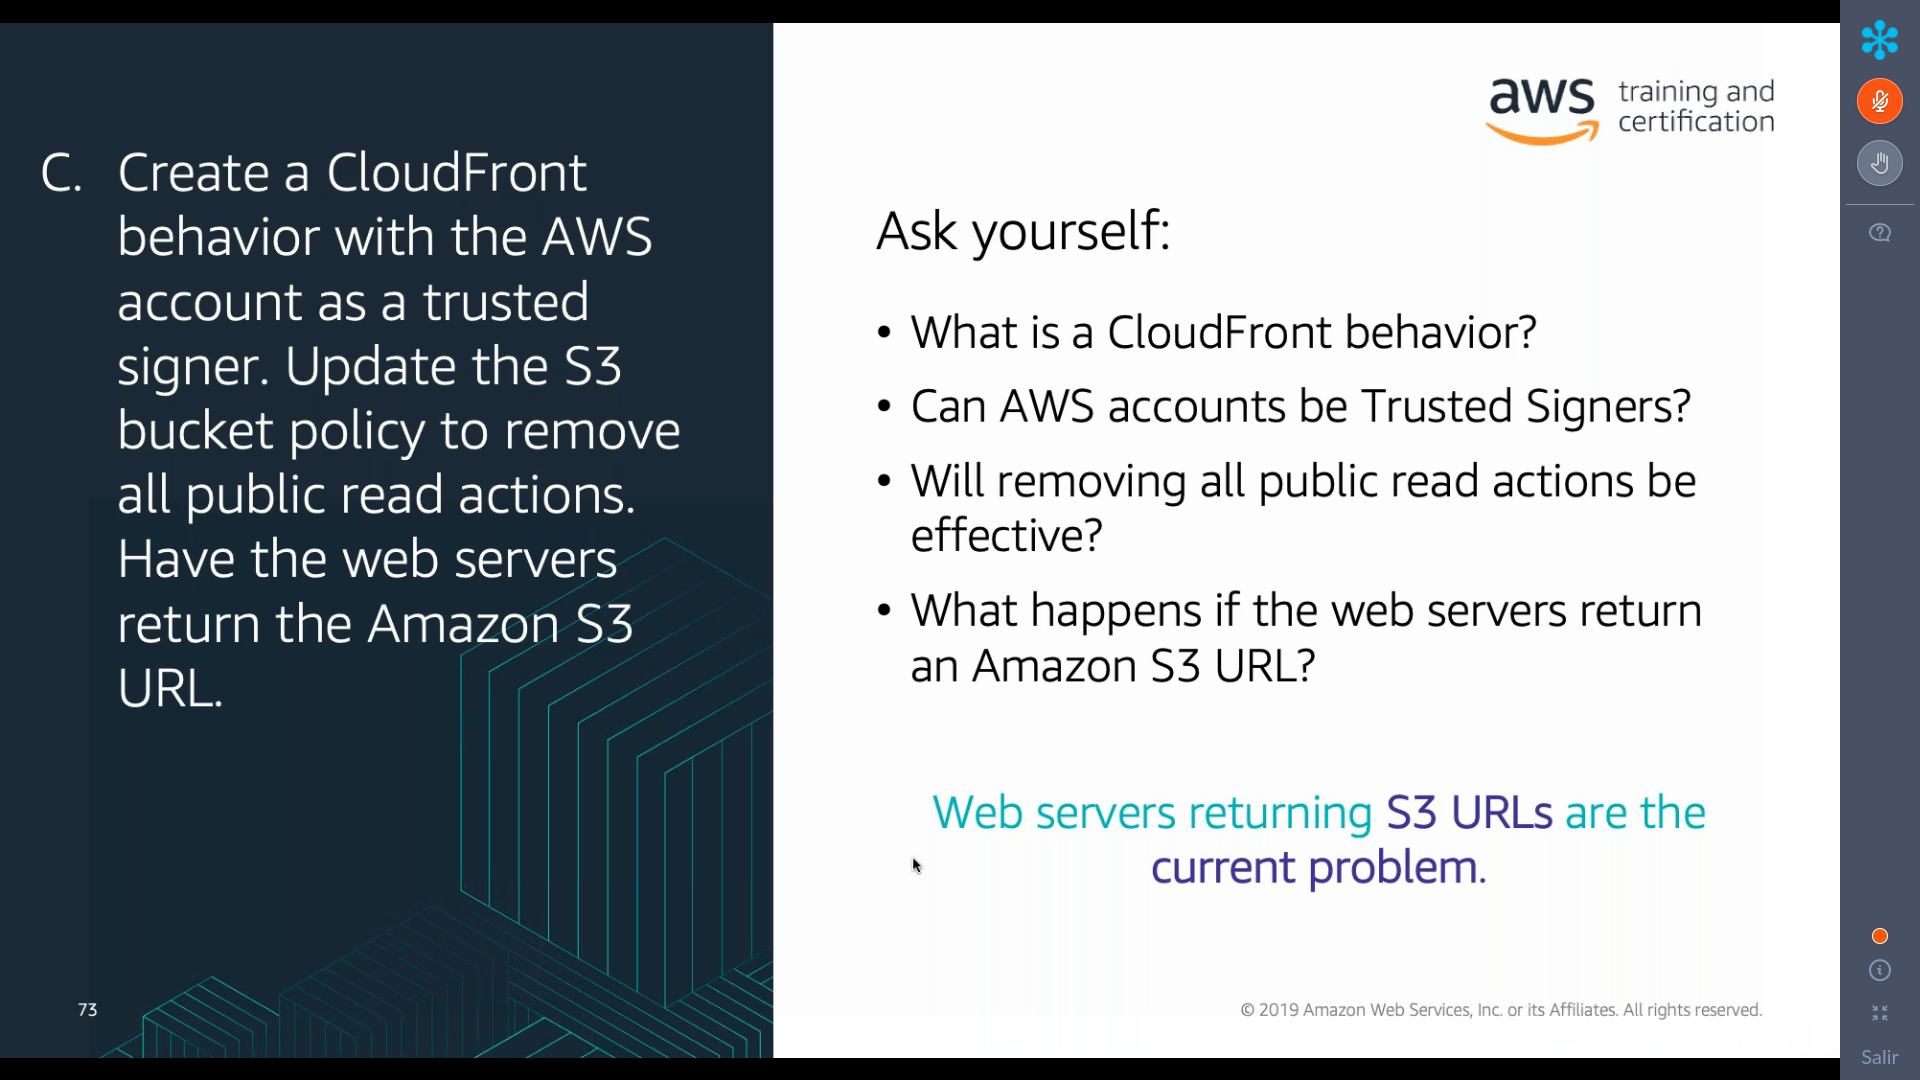 C. Create a CloudFront
behavior with the AWS
account as a trusted
signer. Update the S3
bucket policy to remove
all public read actions.
Have the web servers
return the Amazon S3
URL.
73
aws training and
certification
Ask yourself:
• What is a CloudFront behavior?
• Can AWS accounts be Trusted Signers?
• Will removing all public read actions be
effective?
• What happens if the web servers return
an Amazon S3 URL?
Web servers returning S3 URLs are the
current problem.
© 2019 Amazon Web Services, Inc. or its Affiliates. All rights reserved.
Salir